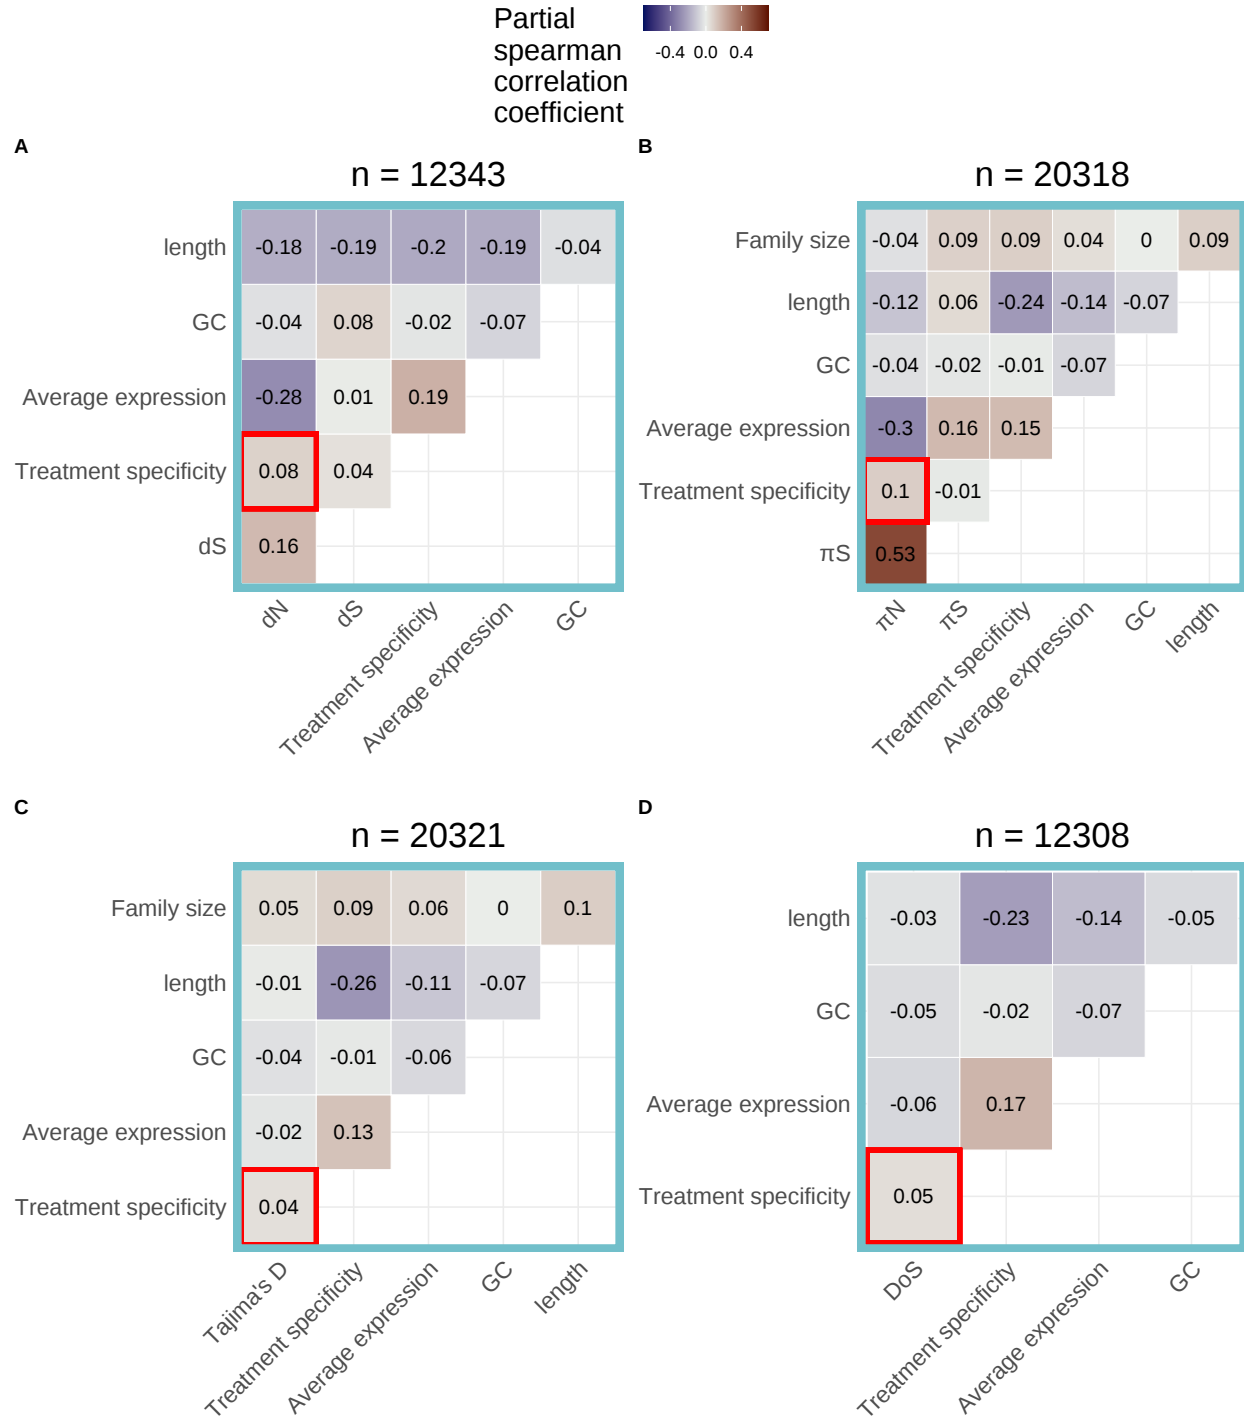 Partial
spearman
correlation
coefficient
-0.4 0.0 0.4
A
n = 12343
length -0.18 -0.19 -0.2 -0.19 -0.04
GC -0.04 0.08 -0.02 -0.07
Average expression -0.28 0.01 0.19
Treatment specificity 0.08 0.04
dS 0.16
dN dS Treatment specificity Average expression GC
B
n = 20318
Family size -0.04 0.09 0.09 0.04 0 0.09
length -0.12 0.06 -0.24 -0.14 -0.07
GC -0.04 -0.02 -0.01 -0.07
Average expression -0.3 0.16 0.15
Treatment specificity 0.1 -0.01
πS 0.53
πN πS Treatment specificity Average expression GC length
C
n = 20321
Family size 0.05 0.09 0.06 0 0.1
length -0.01 -0.26 -0.11 -0.07
GC -0.04 -0.01 -0.06
Average expression -0.02 0.13
Treatment specificity 0.04
Tajima's D Treatment specificity Average expression GC length
D
n = 12308
length -0.03 -0.23 -0.14 -0.05
GC -0.05 -0.02 -0.07
Average expression -0.06 0.17
Treatment specificity 0.05
DoS Treatment specificity Average expression GC